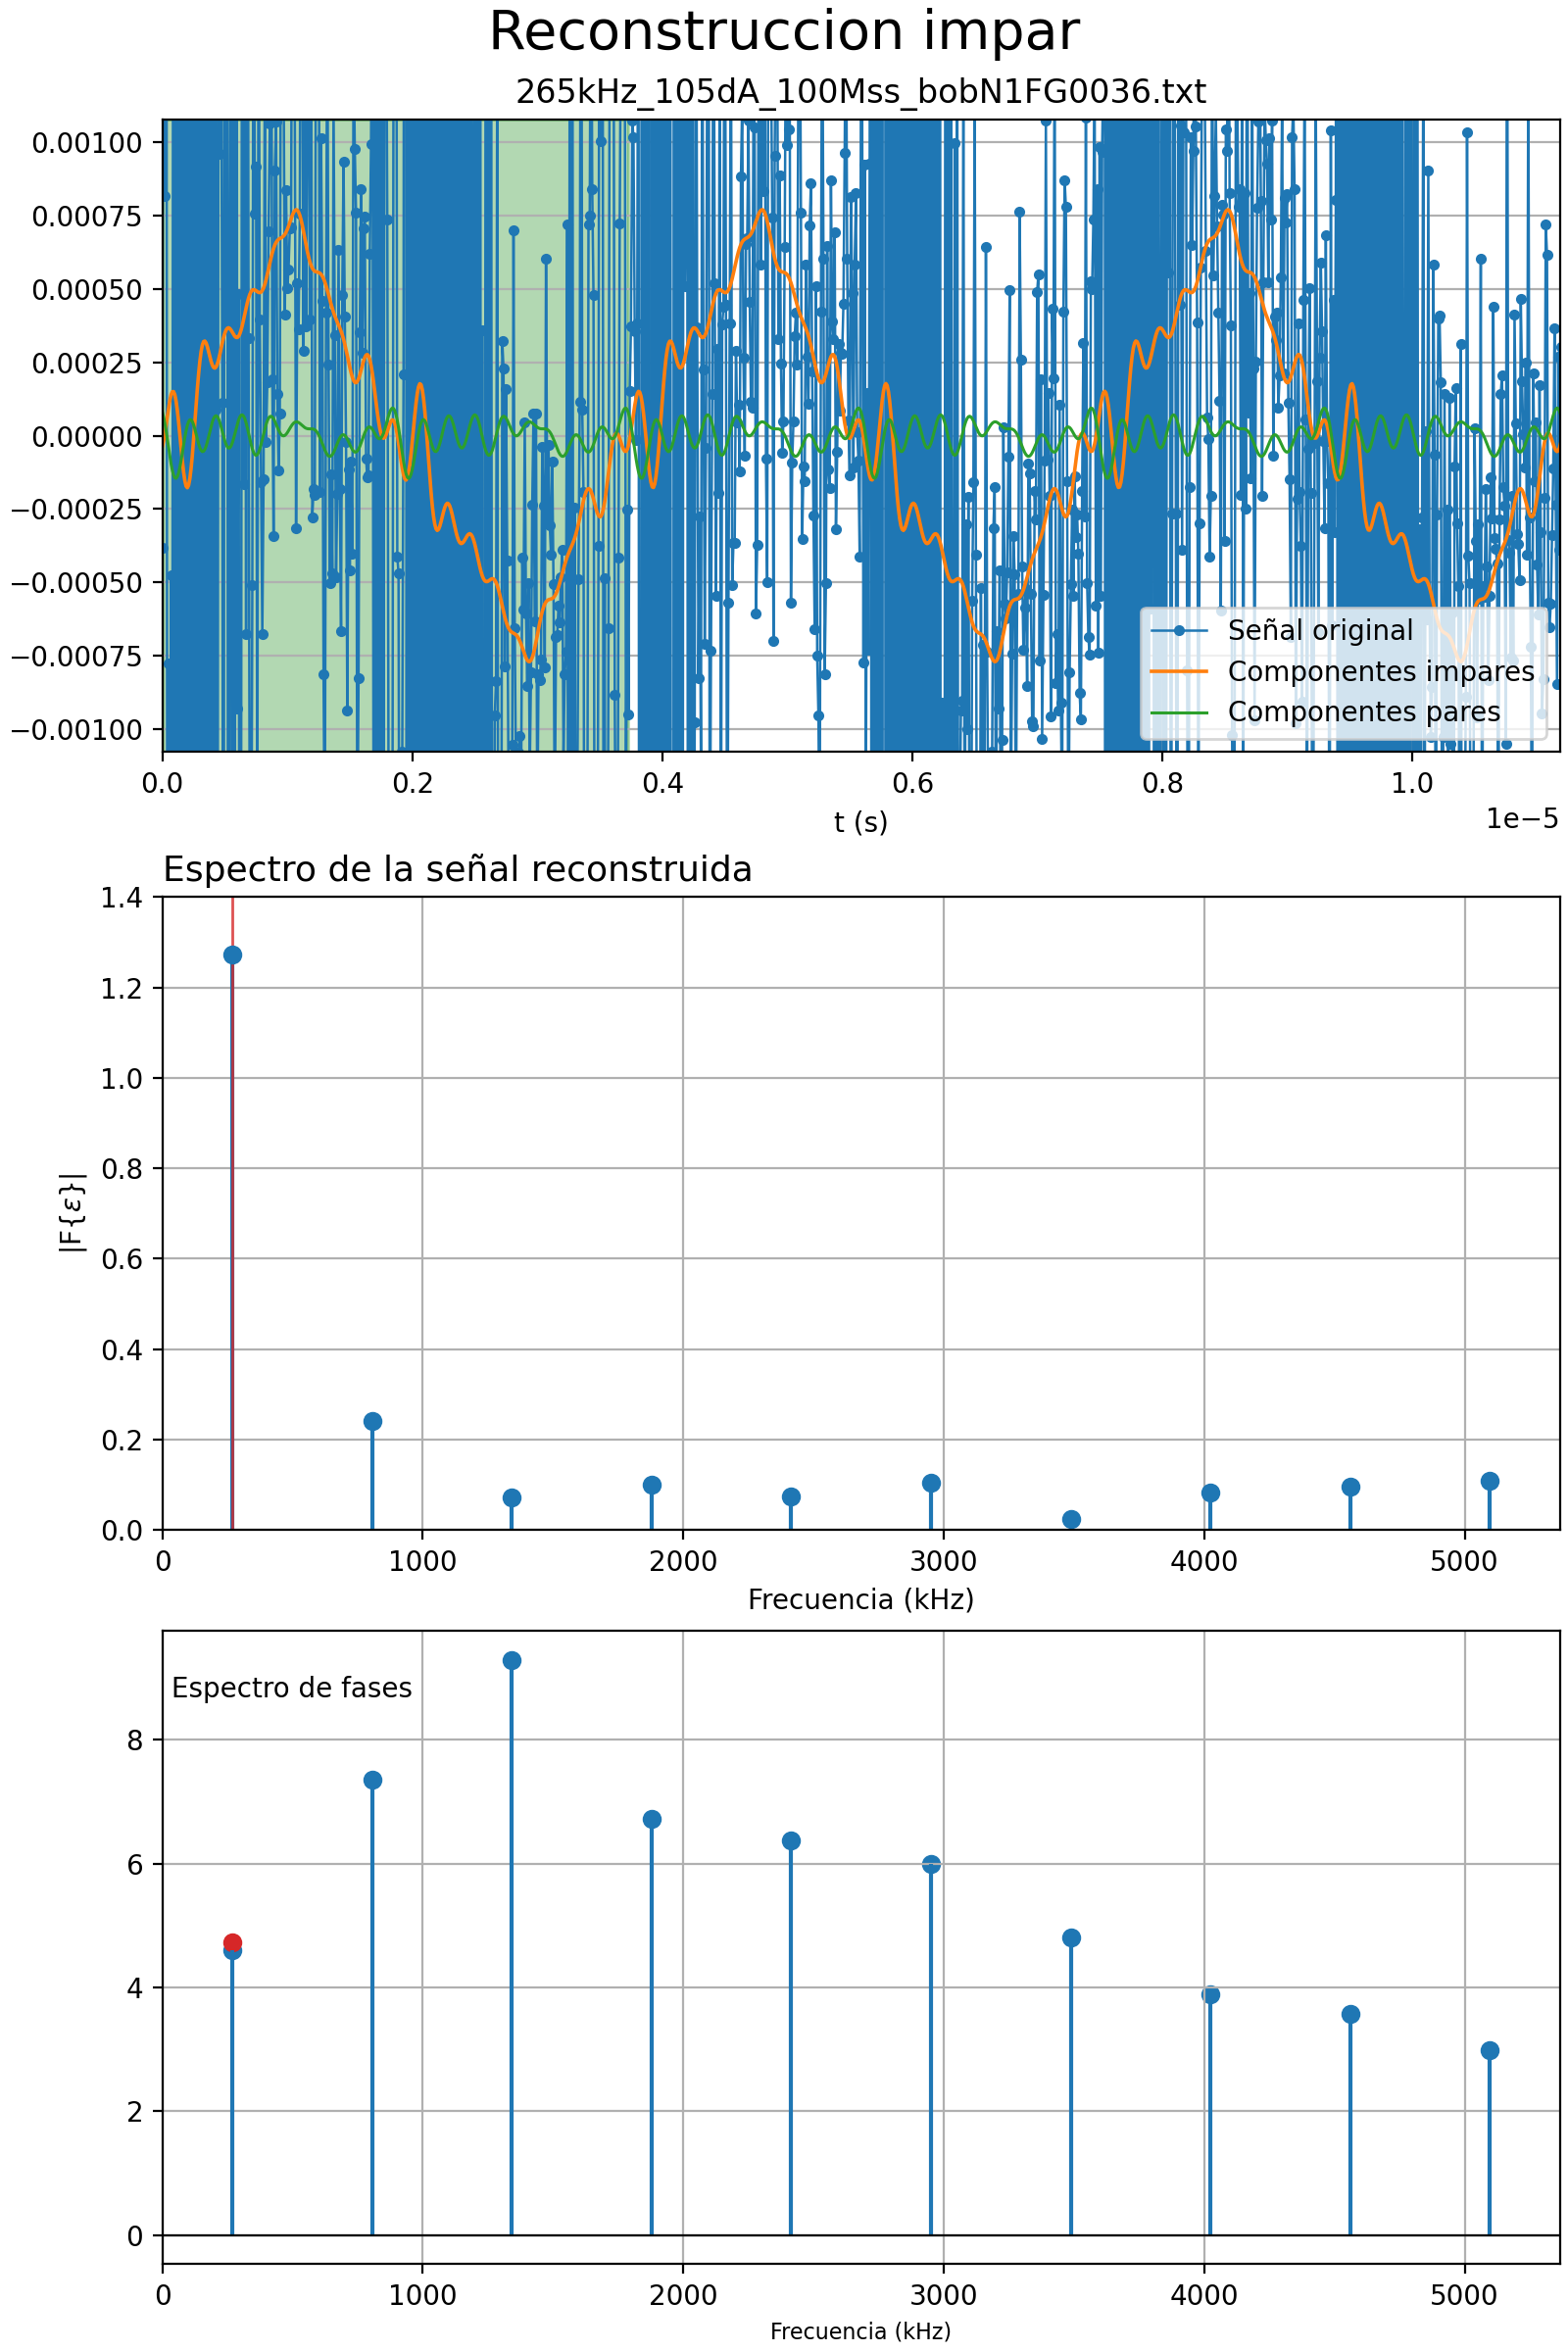 Reconstruccion impar
265kHz_105dA_100Mss_bobN1FG0036.txt
0.00100
0.00075
0.00050
0.00025
0.00000
−0.00025
−0.00050
−0.00075
−0.00100
Señal original
Componentes impares
Componentes pares
0.0 0.2 0.4 0.6 0.8 1.0
1e−5
t (s)
Espectro de la señal reconstruida
1.4
1.2
1.0
0.8
0.6
0.4
0.2
0.0
|F{ε}|
0 1000 2000 3000 4000 5000
Frecuencia (kHz)
Espectro de fases
8
6
4
2
0
0 1000 2000 3000 4000 5000
Frecuencia (kHz)